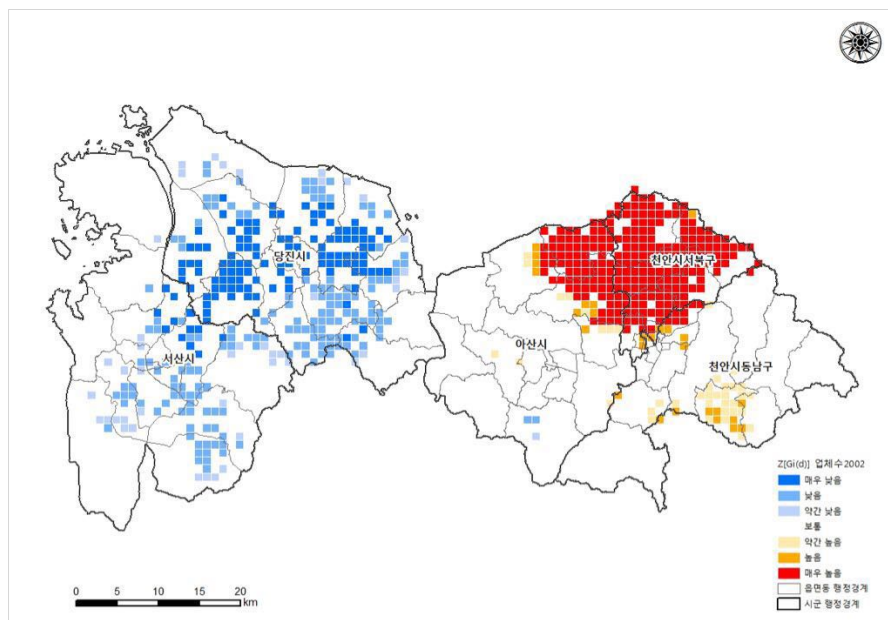 당진시
천안시서북구
서산시
아산시
천안시동남구
Z[Gi(d)] 업체수2002
매우 낮음
낮음
약간 낮음
보통
약간 높음
높음
매우 높음
읍면동 행정경계
시군 행정경계
0 5 10 15 20
km